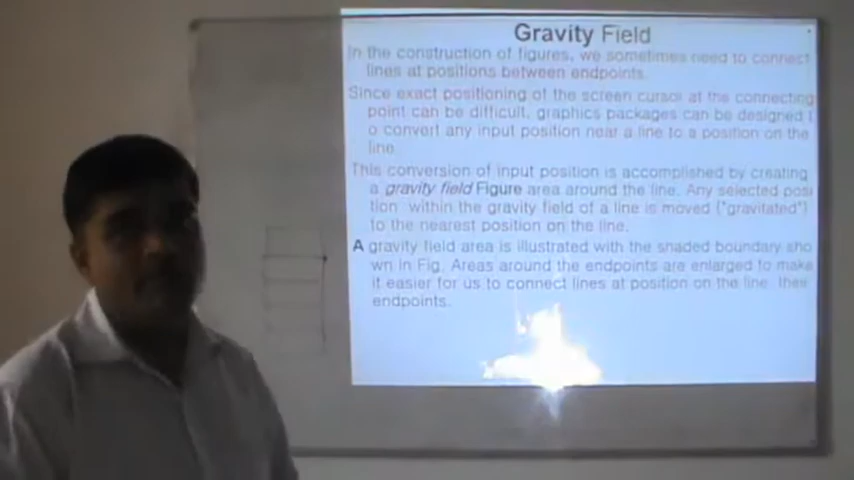 Gravity Field
In the construction of figures, we sometimes need to connect
lines at positions between endpoints.
Since exact positioning of the screen cursor at the connecting
point can be difficult, graphics packages can be designed t
o convert any input position near a line to a position on the
line.
This conversion of input position is accomplished by creating
a gravity field Figure area around the line. Any selected posi
tion within the gravity field of a line is moved ("gravitated")
to the nearest position on the line.
A gravity field area is illustrated with the shaded boundary sho
wn in Fig. Areas around the endpoints are enlarged to make
it easier for us to connect lines at position on the line, their
endpoints.